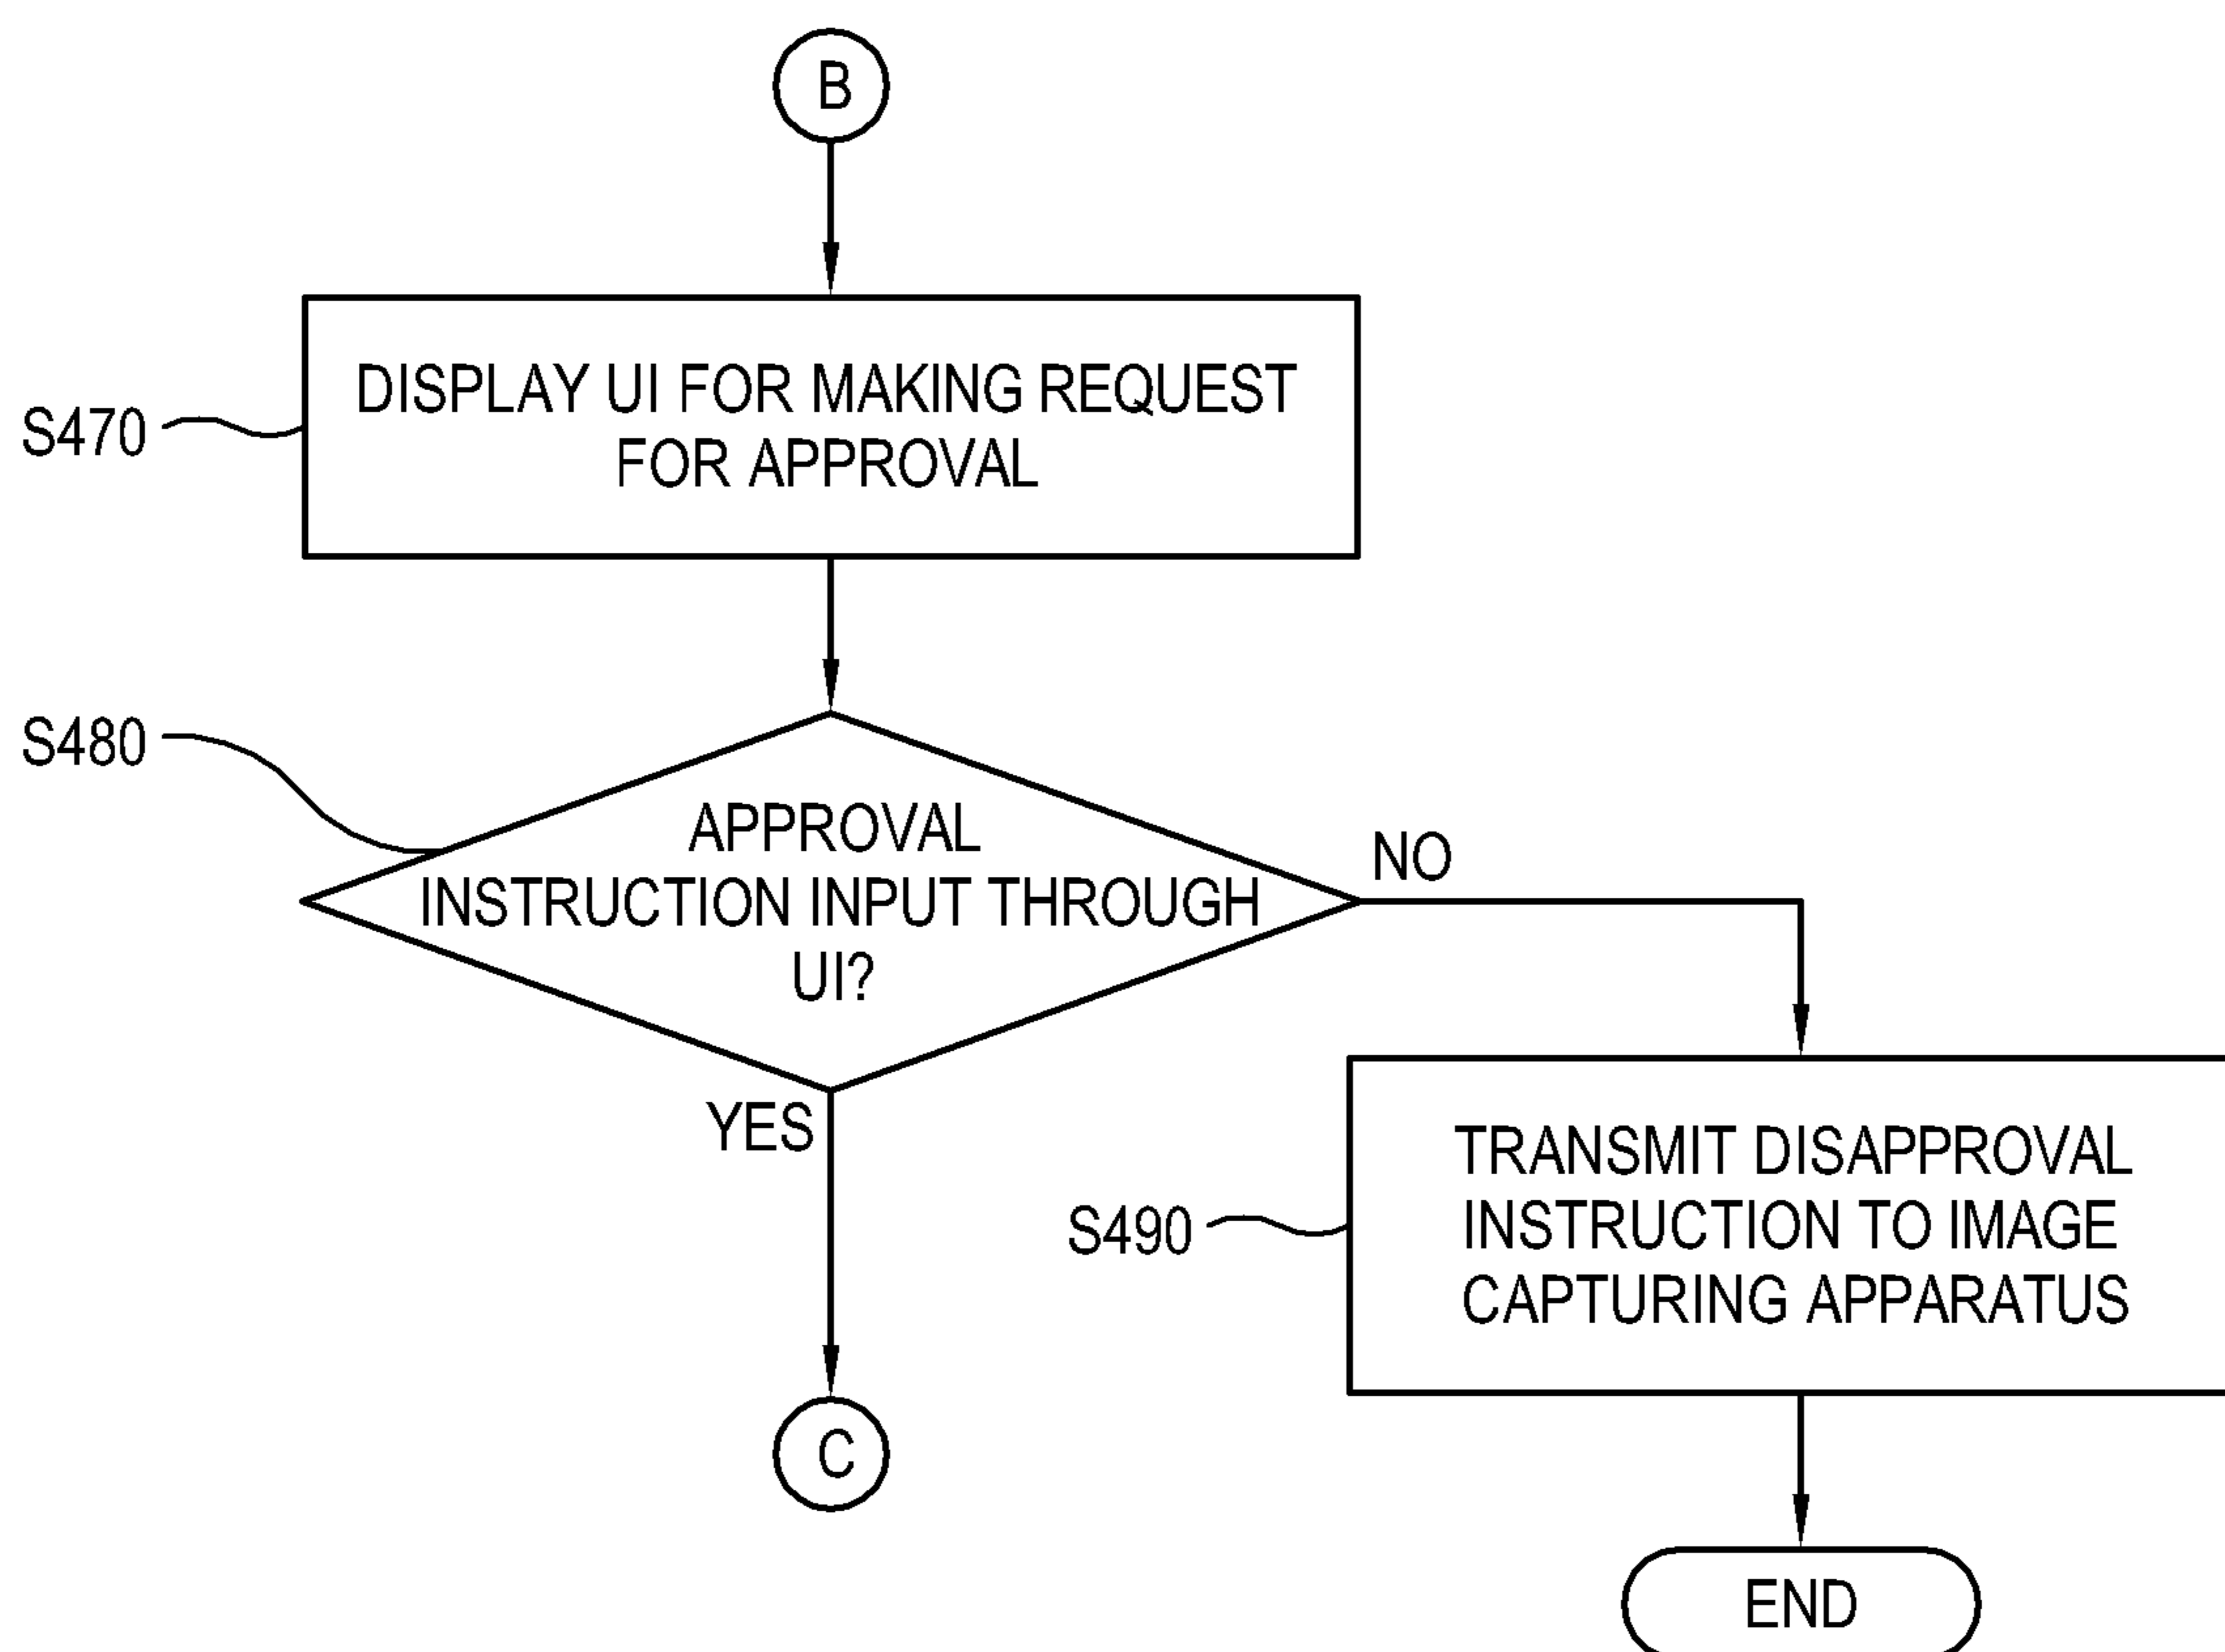 B
DISPLAY UI FOR MAKING REQUEST
FOR APPROVAL
S470
S480
APPROVAL
INSTRUCTION INPUT THROUGH
UI?
NO
YES
TRANSMIT DISAPPROVAL
INSTRUCTION TO IMAGE
CAPTURING APPARATUS
S490
C
END